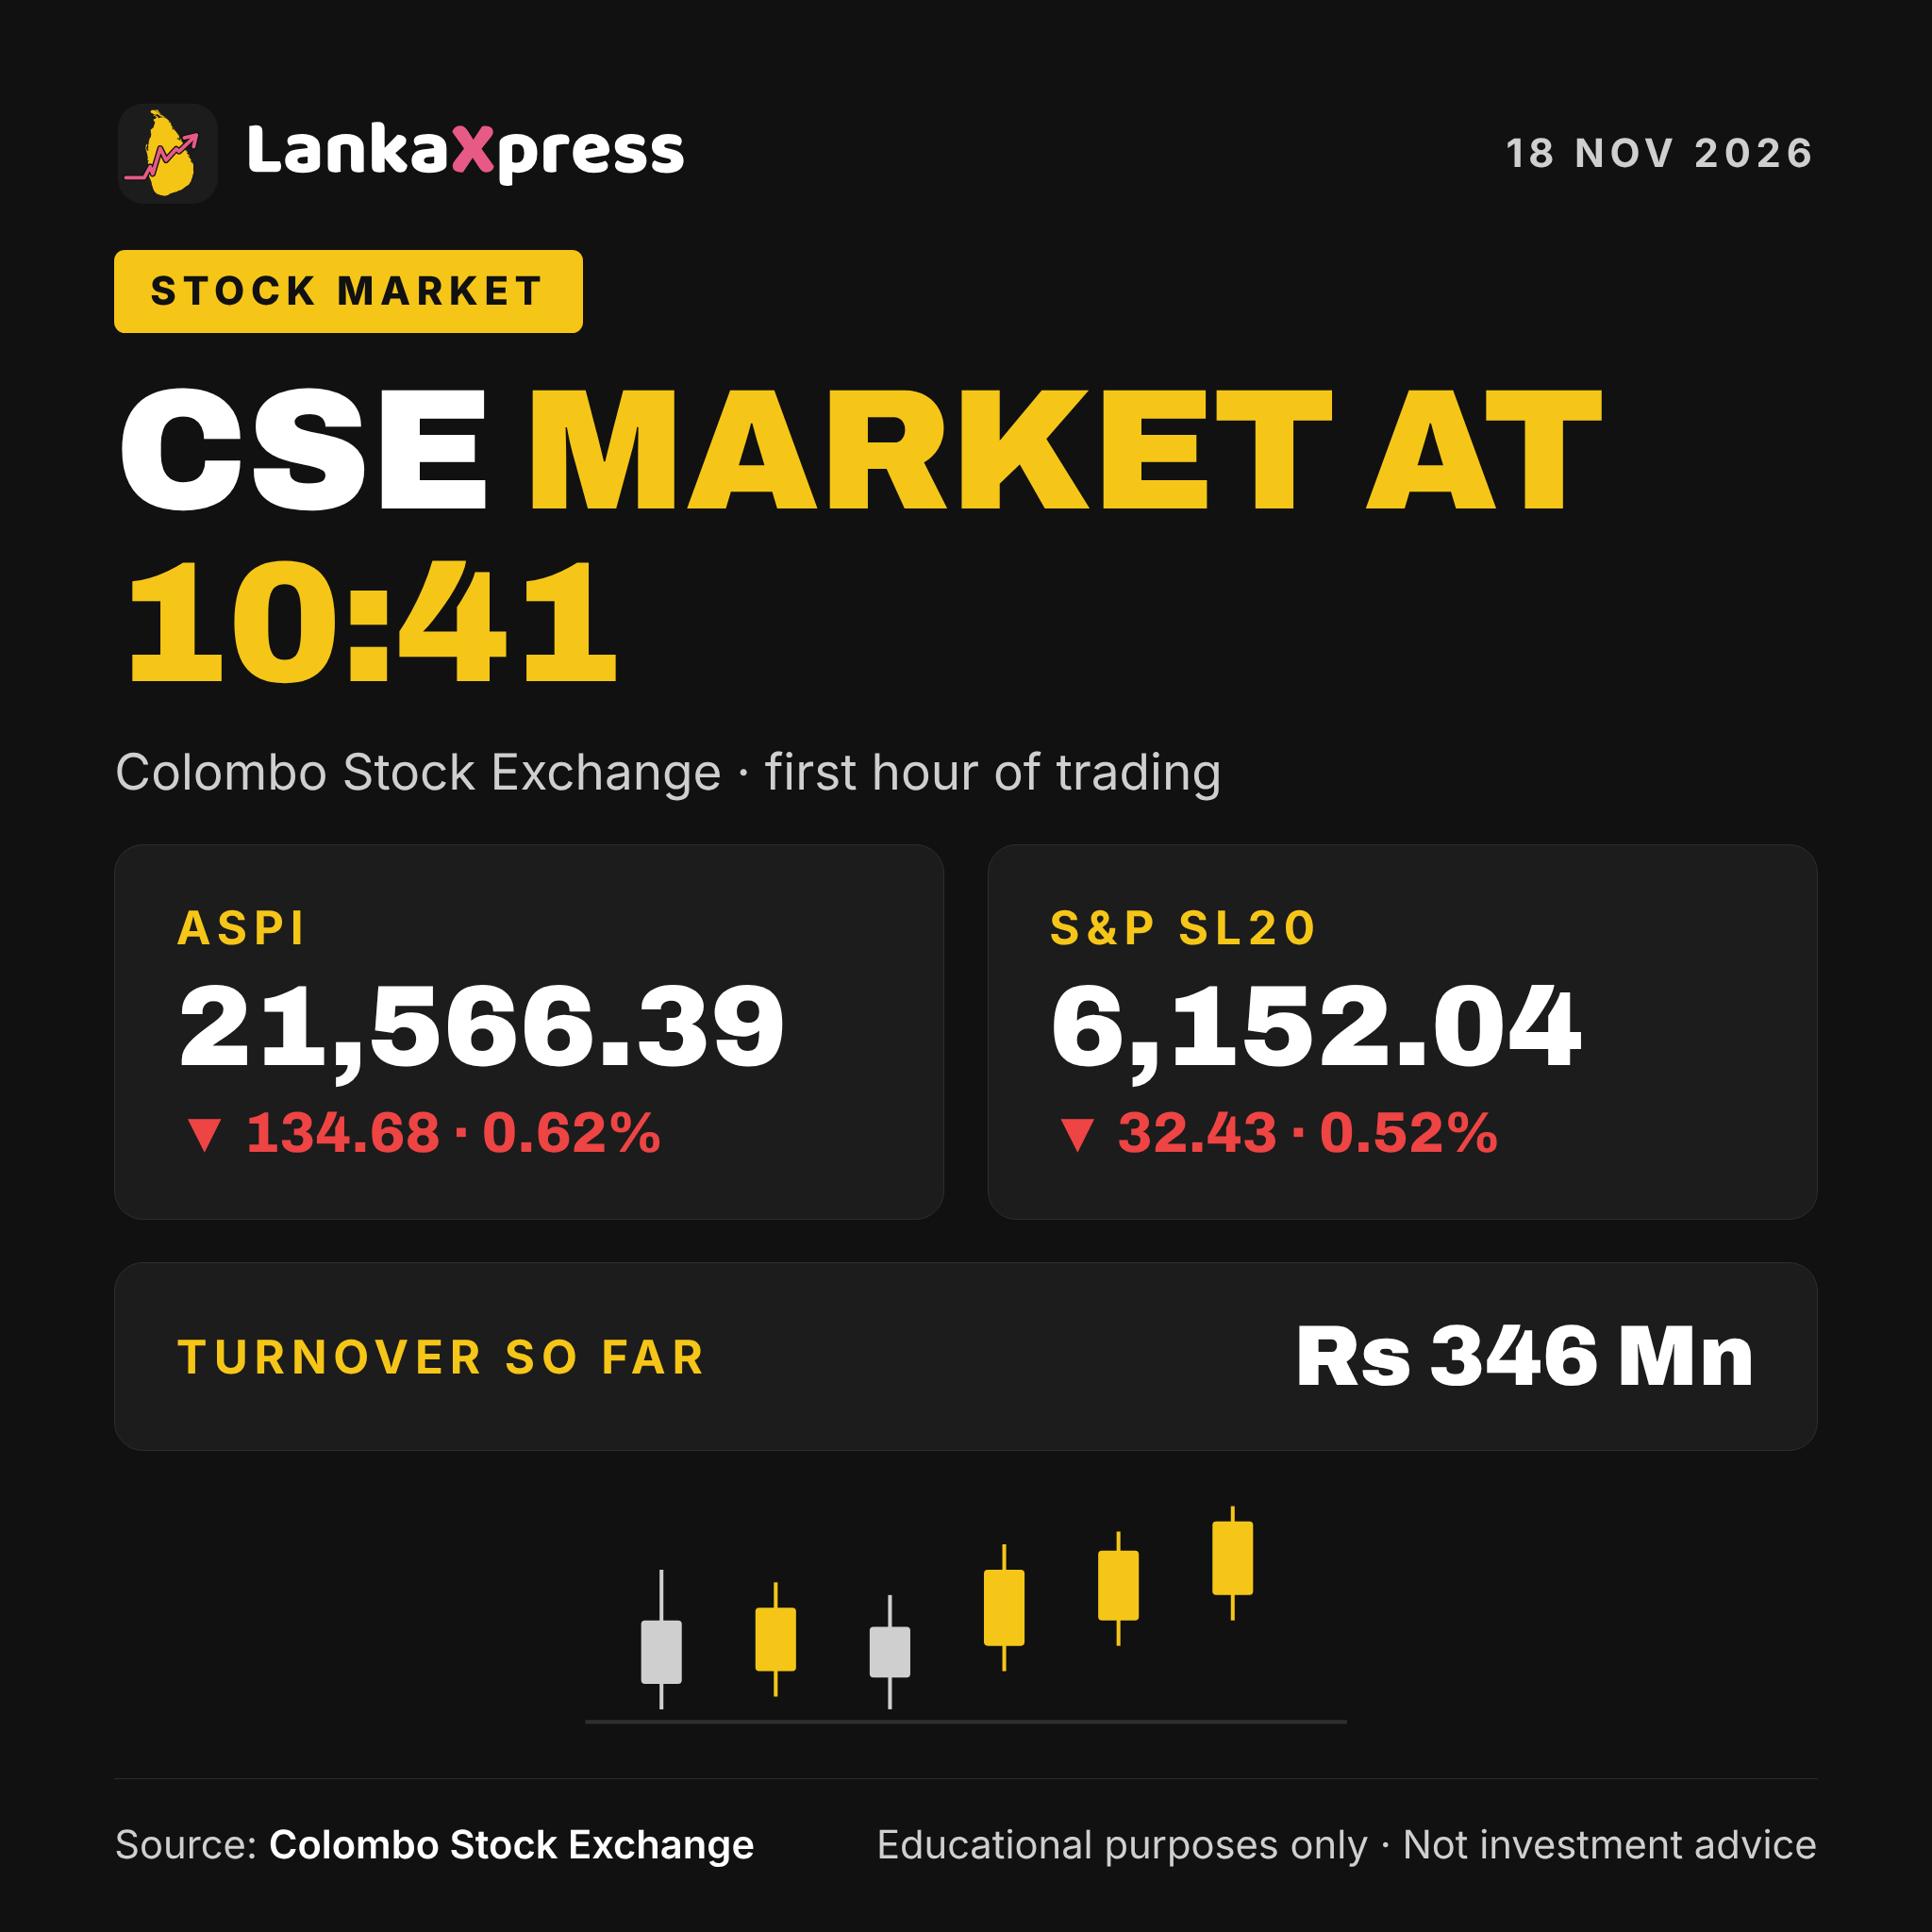 LankaXpress
18 NOV 2026
STOCK MARKET
CSE MARKET AT
10:41
Colombo Stock Exchange · first hour of trading
ASPI
21,566.39
▼ 134.68 · 0.62%
S&P SL20
6,152.04
▼ 32.43 · 0.52%
TURNOVER SO FAR
Rs 346 Mn
Source: Colombo Stock Exchange
Educational purposes only · Not investment advice